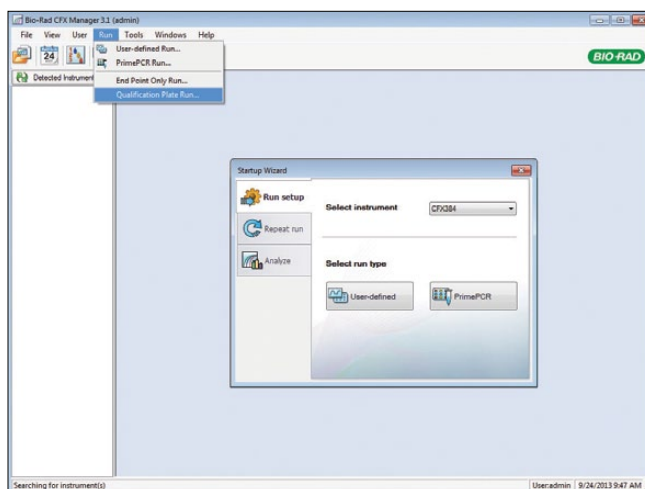 Bio-Rad CFX Manager 3.1 (admin)
File View User Run Tools Windows Help
24
User-defined Run...
PrimePCR Run...
End Point Only Run...
Qualification Plate Run...
BIO-RAD
Detected Instrument
Startup Wizard
Run setup
Repeat run
Analyze
Select instrument
CFX384
Select run type
User-defined
PrimePCR
Searching for instrument(s)
User:admin 9/24/2013 9:47 AM